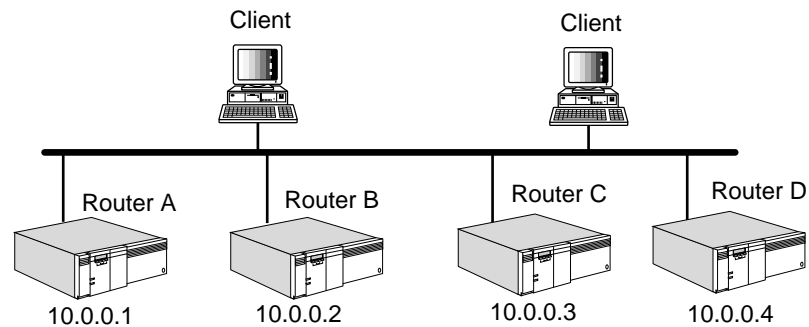 Client
Client
Router A
Router B
Router C
Router D
10.0.0.1
10.0.0.2
10.0.0.3
10.0.0.4